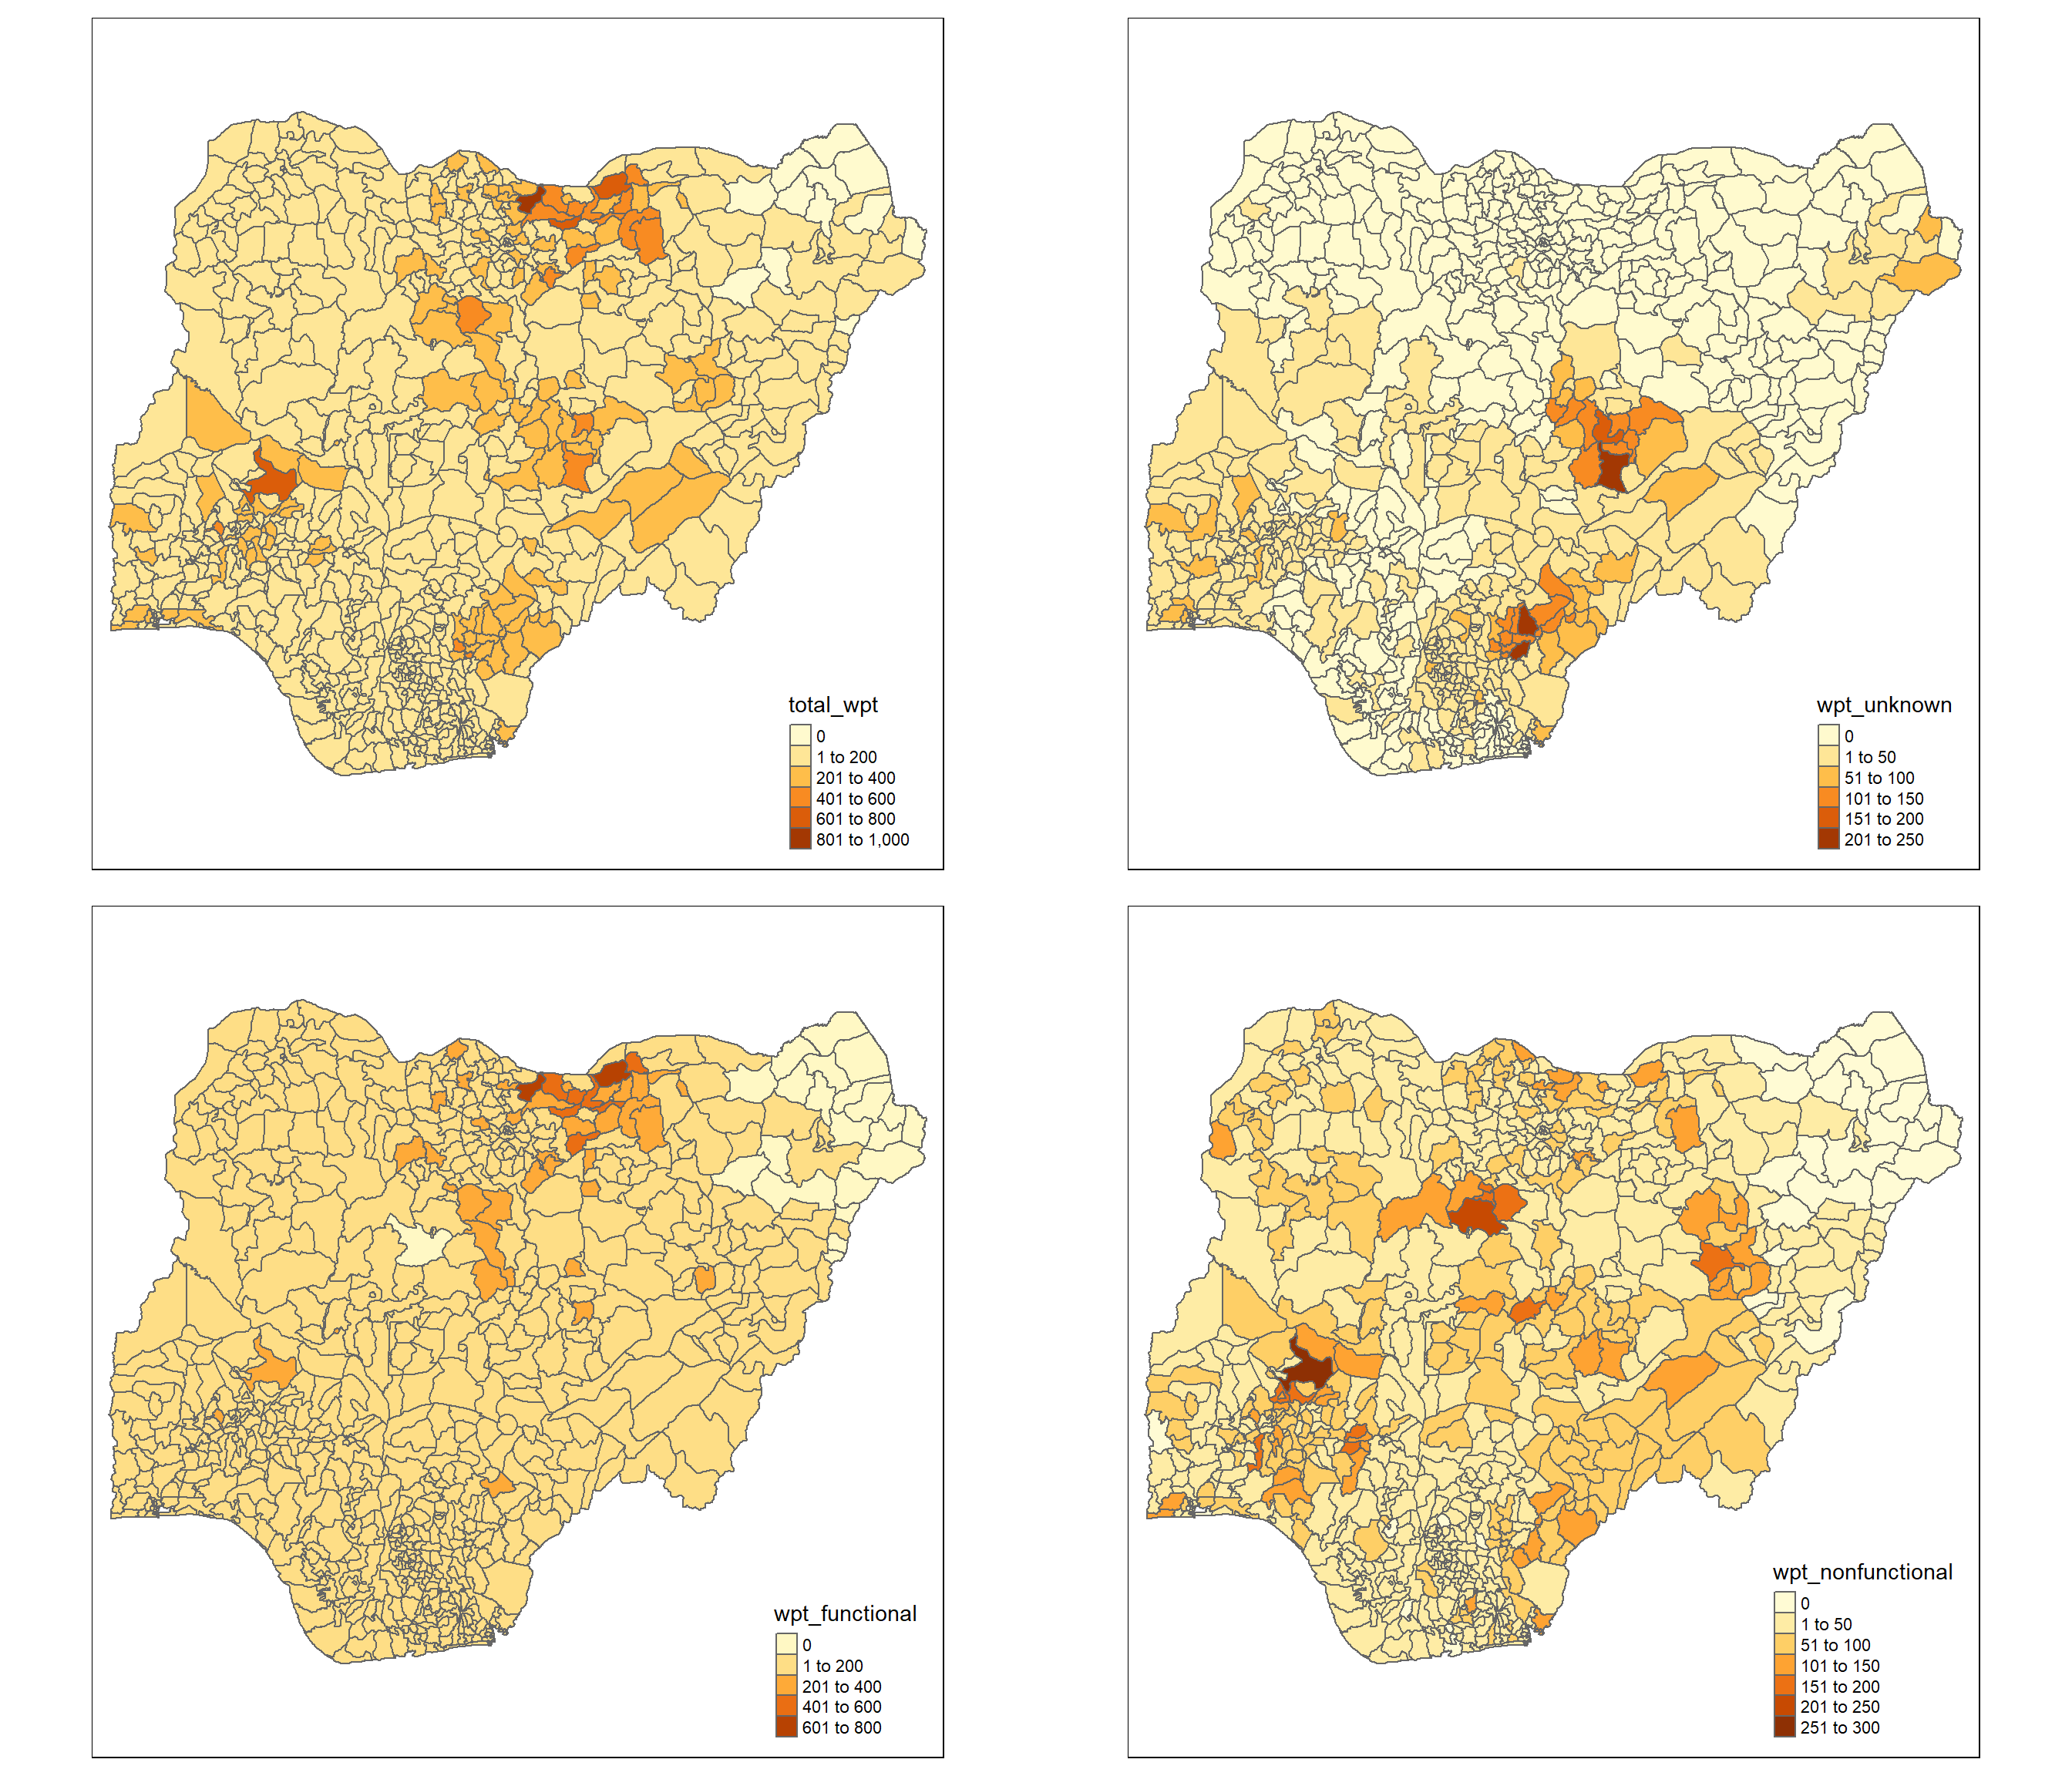 total_wpt
0
1 to 200
201 to 400
401 to 600
601 to 800
801 to 1,000
wpt_unknown
0
1 to 50
51 to 100
101 to 150
151 to 200
201 to 250
wpt_functional
0
1 to 200
201 to 400
401 to 600
601 to 800
wpt_nonfunctional
0
1 to 50
51 to 100
101 to 150
151 to 200
201 to 250
251 to 300